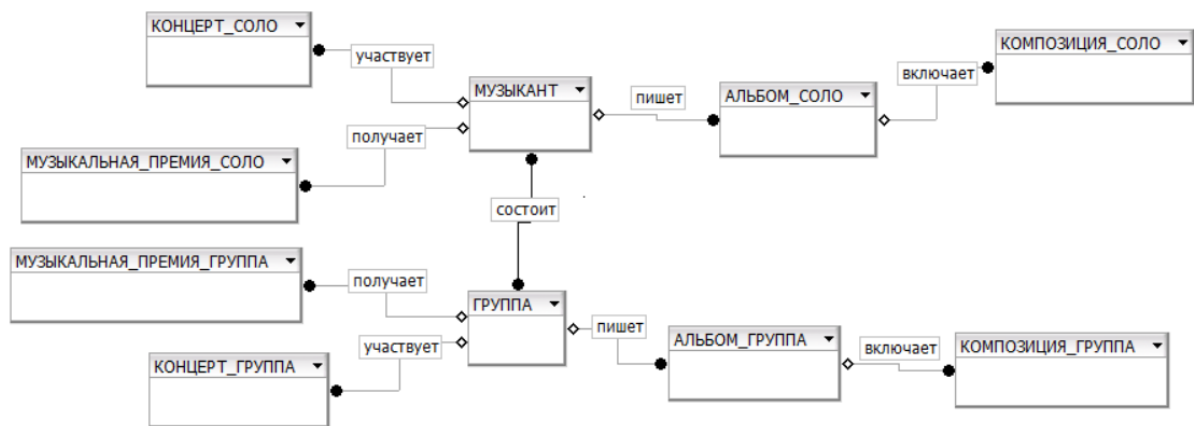 КОНЦЕРТ_СОЛО
участвует
КОМПОЗИЦИЯ_СОЛО
включает
МУЗЫКАНТ
пишет
АЛЬБОМ_СОЛО
получает
МУЗЫКАЛЬНАЯ_ПРЕМИЯ_СОЛО
состоит
МУЗЫКАЛЬНАЯ_ПРЕМИЯ_ГРУППА
получает
ГРУППА
пишет
АЛЬБОМ_ГРУППА
включает
КОМПОЗИЦИЯ_ГРУППА
участвует
КОНЦЕРТ_ГРУППА